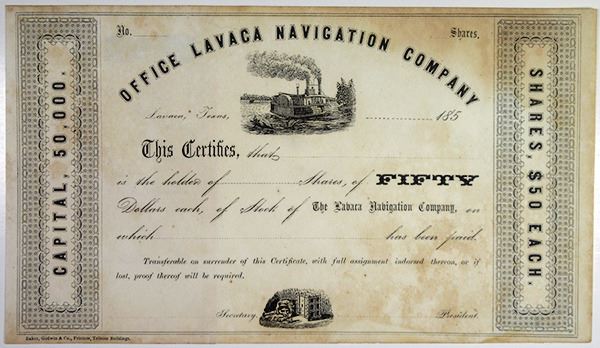 No. Shares.
OFFICE LAVACA NAVIGATION COMPANY
CAPITAL, 50,000.
SHARES, $50 EACH.
Lavaca, Texas, 185
This Certifies, that
is the holder of Shares, of FIFTY
Dollars each, of Stock of The Lavaca Navigation Company, on
which has been paid.
Transferable on surrender of this Certificate, with full assignment indorsed thereon, or if
lost, proof thereof will be required.
Secretary. President.
Baker, Godwin & Co., Printers, Tribune Buildings.